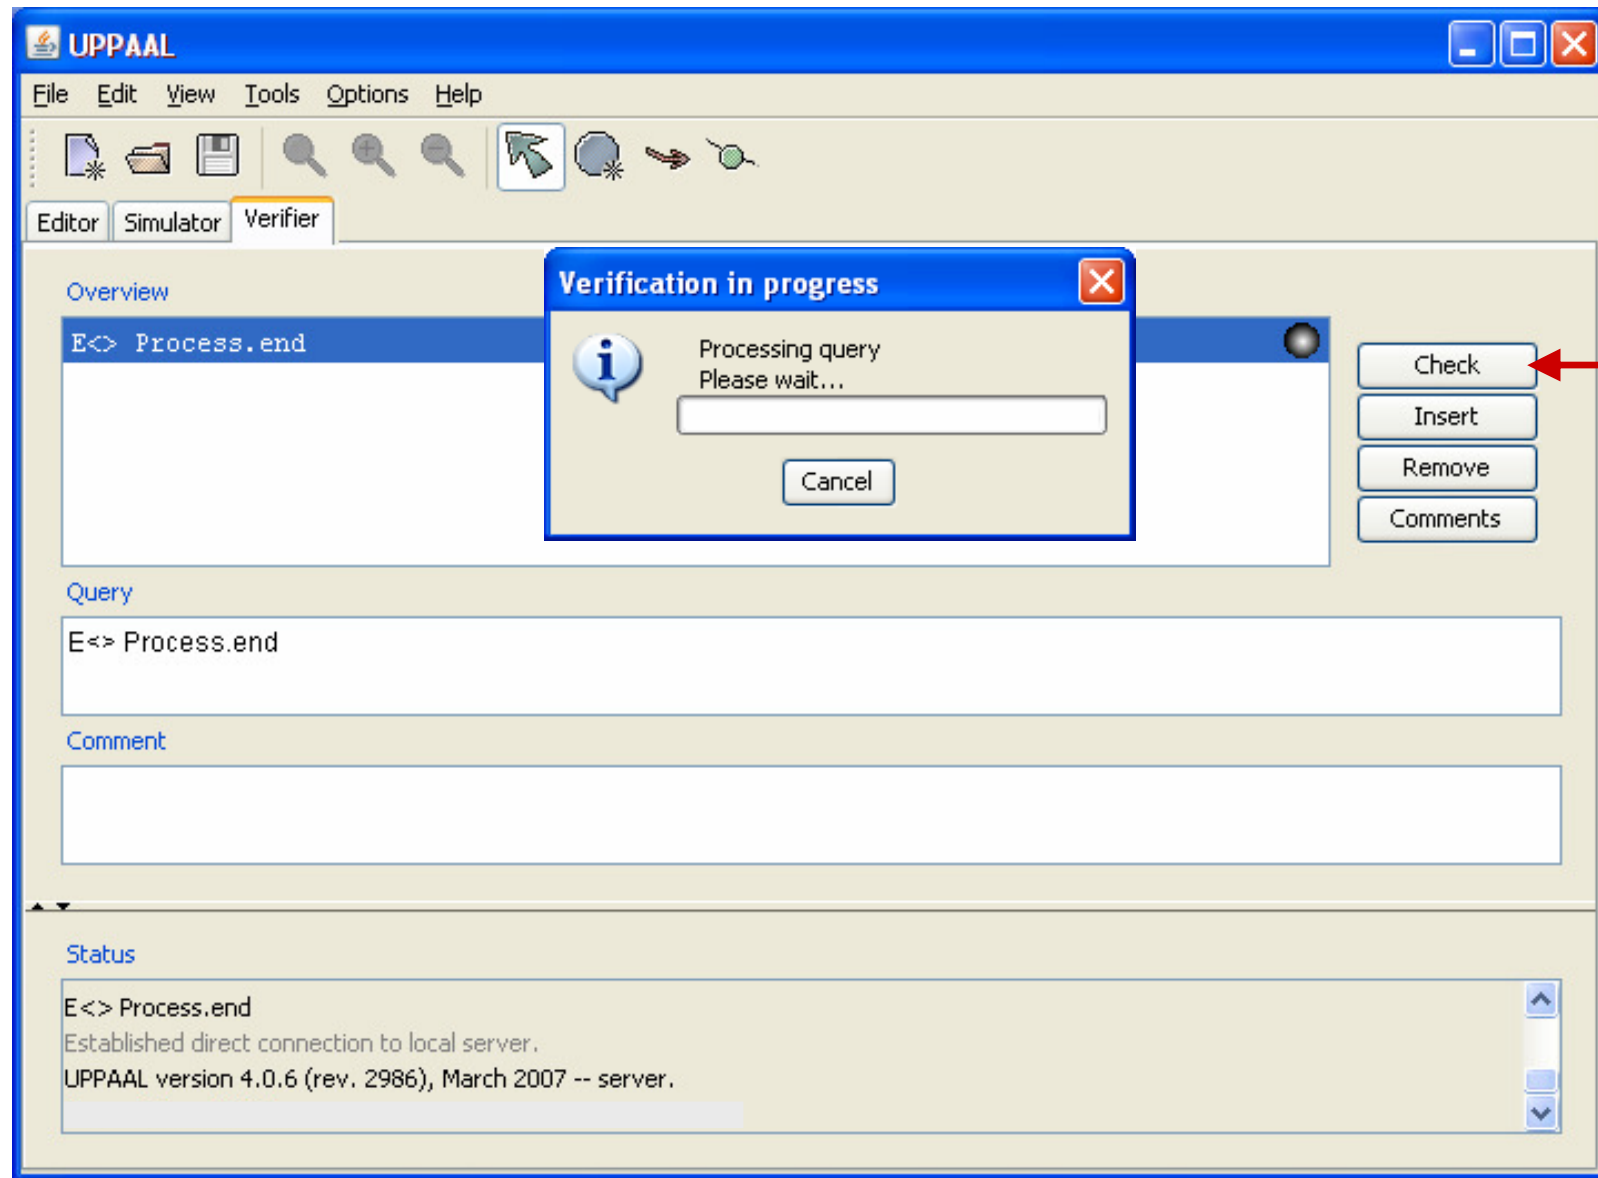 UPPAAL
File Edit View Tools Options Help
Editor Simulator Verifier
Overview
E<> Process.end
Verification in progress
Processing query
Please wait...
Cancel
Check
Insert
Remove
Comments
Query
E<> Process.end
Comment
Status
E<> Process.end
Established direct connection to local server.
UPPAAL version 4.0.6 (rev. 2986), March 2007 -- server.